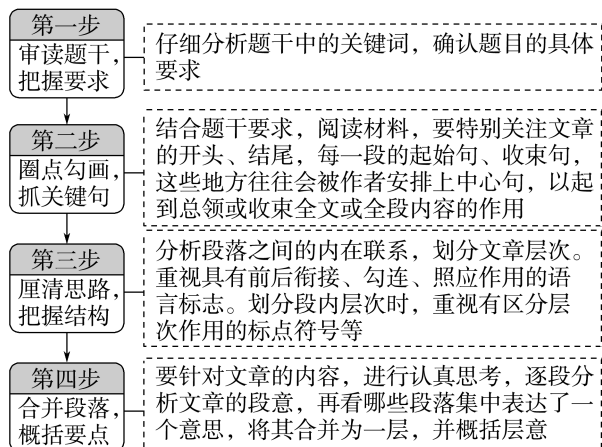 第一步
审读题干，
把握要求
仔细分析题干中的关键词，确认题目的具体
要求
第二步
圈点勾画，
抓关键句
结合题干要求，阅读材料，要特别关注文章
的开头、结尾，每一段的起始句、收束句，
这些地方往往会被作者安排上中心句，以起
到总领或收束全文或全段内容的作用
第三步
厘清思路，
把握结构
分析段落之间的内在联系，划分文章层次。
重视具有前后衔接、勾连、照应作用的语
言标志。划分段内层次时，重视有区分层
次作用的标点符号等
第四步
合并段落，
概括要点
要针对文章的内容，进行认真思考，逐段分
析文章的段意，再看哪些段落集中表达了一
个意思，将其合并为一层，并概括层意